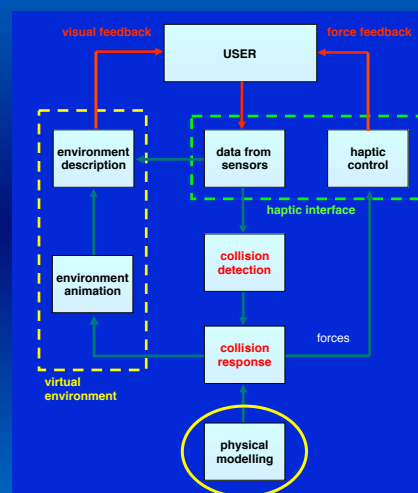 visual feedback
USER
force feedback
environment
description
data from
sensors
haptic
control
haptic interface
collision
detection
environment
animation
collision
response
forces
virtual
environment
physical
modelling